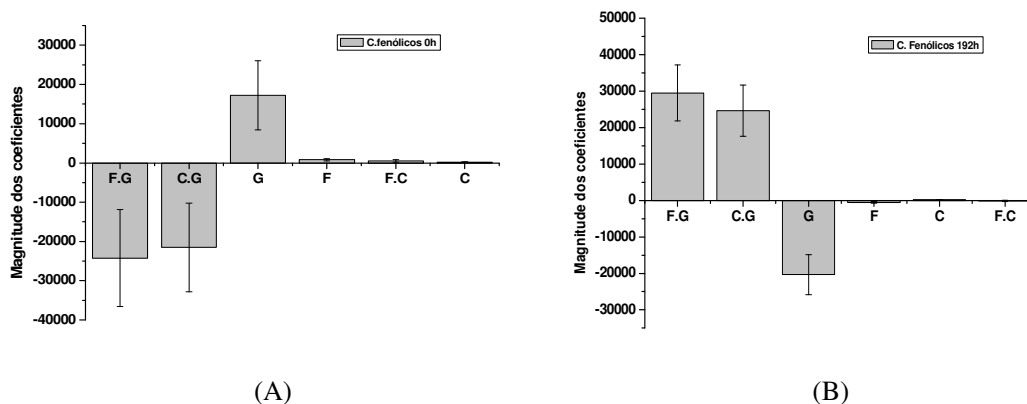 C.fenólicos 0h
Magnitude dos coeficientes
30000
20000
10000
0
-10000
-20000
-30000
-40000
F.G
C.G
G
F
F.C
C
(A)
C. Fenólicos 192h
Magnitude dos coeficientes
50000
40000
30000
20000
10000
0
-10000
-20000
-30000
F.G
C.G
G
F
C
F.C
(B)